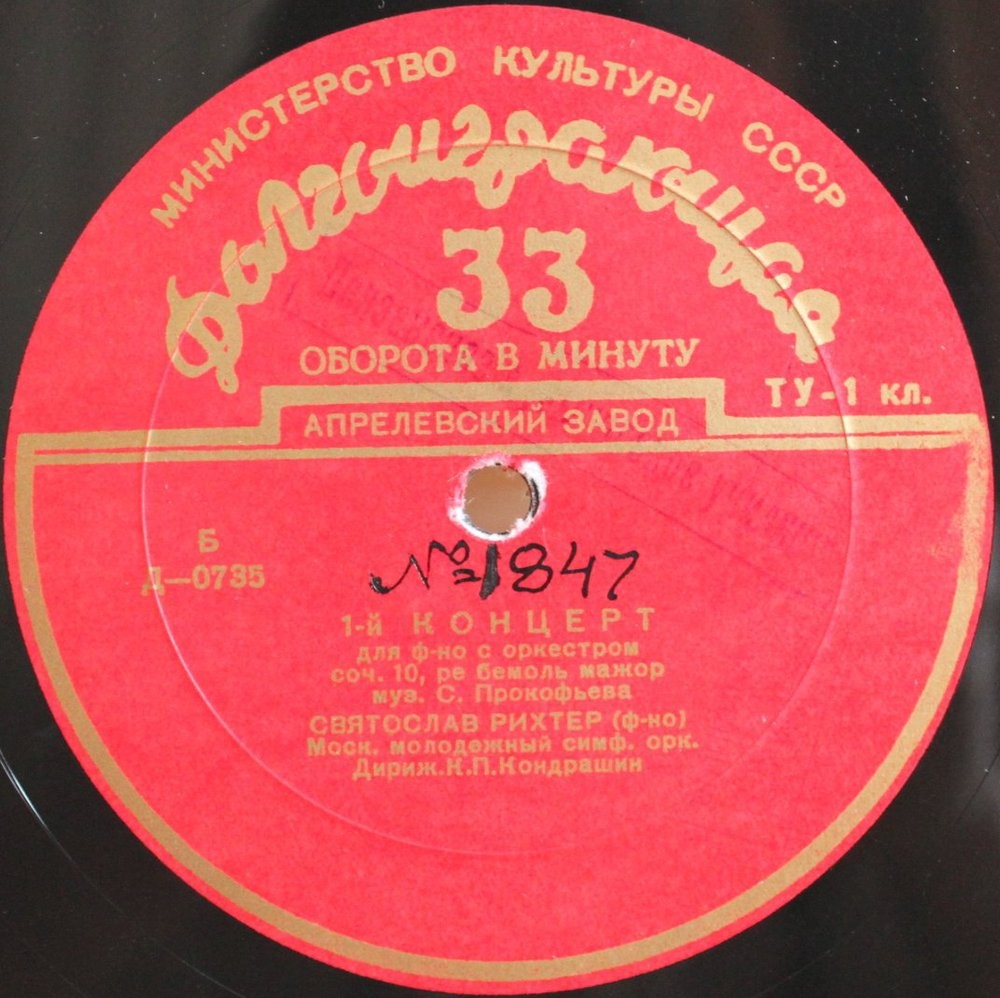 МИНИСТЕРСТВО КУЛЬТУРЫ СССР
Долгоиграющая
33
ОБОРОТА В МИНУТУ
ТУ-1 кл.
АПРЕЛЕВСКИЙ ЗАВОД
Б
Д—0735
№1847
1-й КОНЦЕРТ
для ф-но с оркестром
соч. 10, ре бемоль мажор
муз. С. Прокофьева
СВЯТОСЛАВ РИХТЕР (ф-но)
Моск. молодежный симф. орк.
Дириж.К.П.Кондрашин